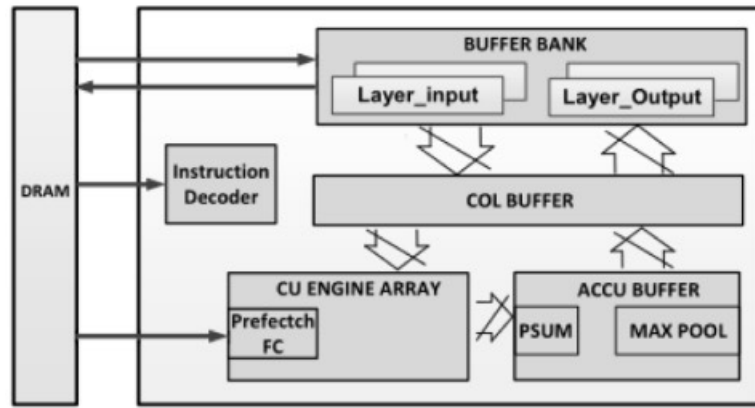 BUFFER BANK
Layer_input
Layer_Output
DRAM
Instruction
Decoder
COL BUFFER
CU ENGINE ARRAY
Prefectch
FC
ACCU BUFFER
PSUM
MAX POOL